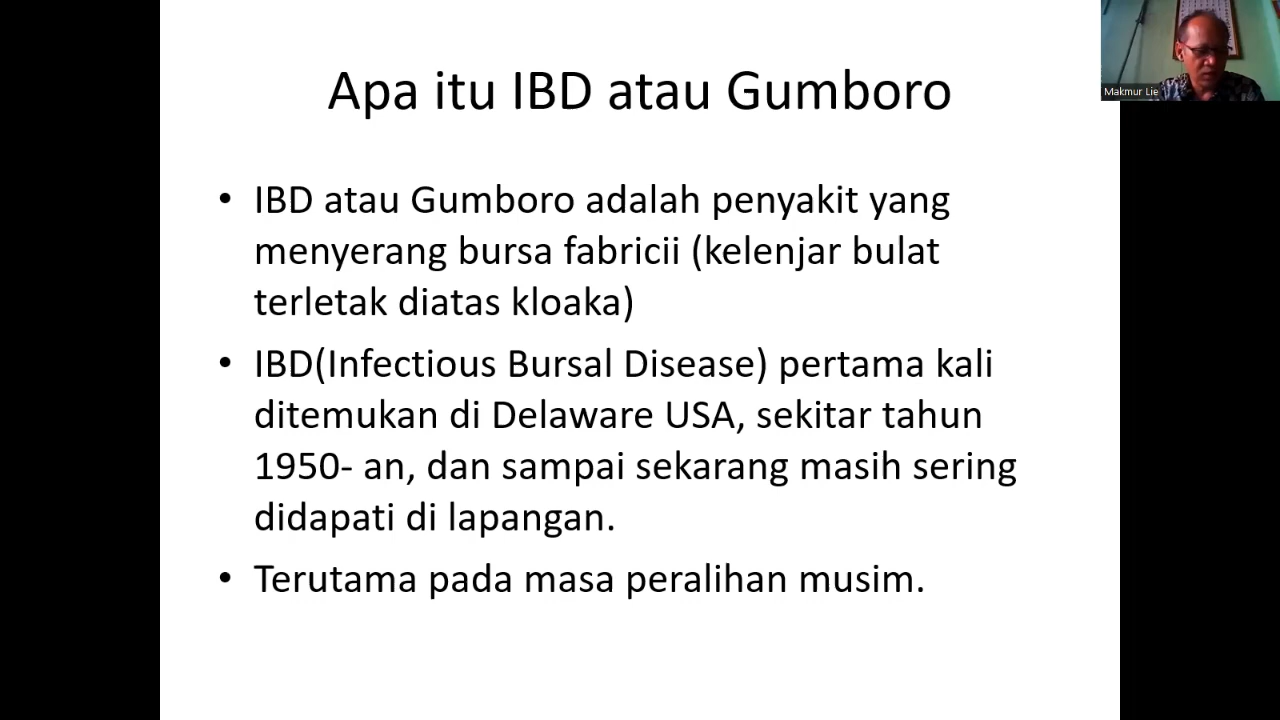 Apa itu IBD atau Gumboro
• IBD atau Gumboro adalah penyakit yang
menyerang bursa fabricii (kelenjar bulat
terletak diatas kloaka)
• IBD(Infectious Bursal Disease) pertama kali
ditemukan di Delaware USA, sekitar tahun
1950- an, dan sampai sekarang masih sering
didapati di lapangan.
• Terutama pada masa peralihan musim.
Makmur Lie